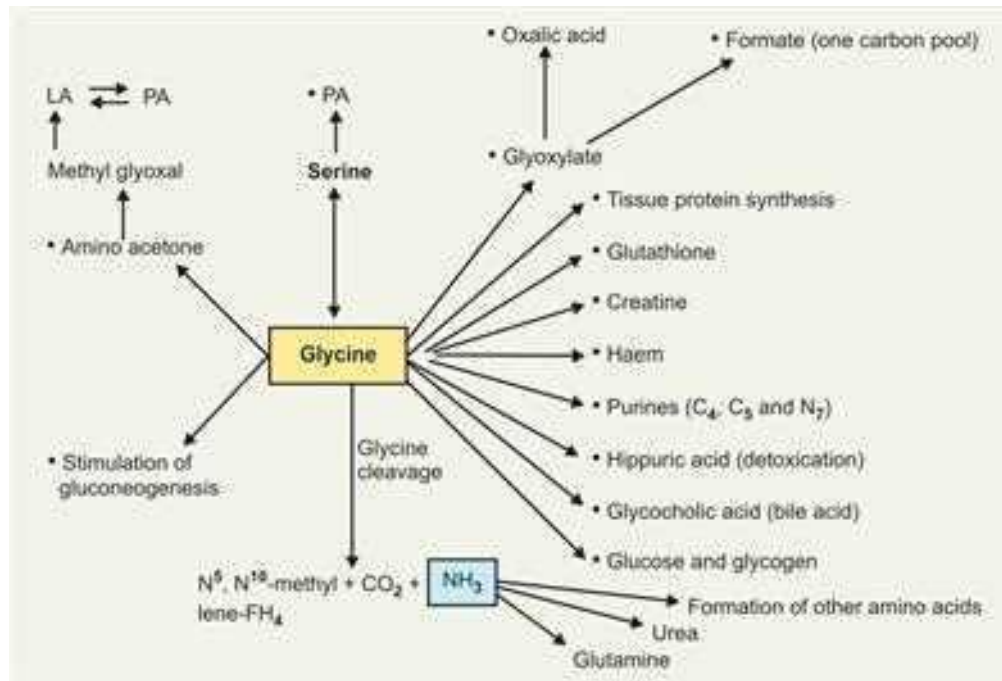 • Oxalic acid
• Formate (one carbon pool)
LA ⇌ PA
• PA
Methyl glyoxal
Serine
• Glyoxylate
• Tissue protein synthesis
• Amino acetone
• Glutathione
• Creatine
Glycine
• Haem
• Purines (C₄, C₅ and N₇)
Glycine
cleavage
• Stimulation of
gluconeogenesis
• Hippuric acid (detoxication)
• Glycocholic acid (bile acid)
• Glucose and glycogen
N⁵, N¹⁰-methyl + CO₂ + NH₃
lene-FH₄
Formation of other amino acids
Urea
Glutamine